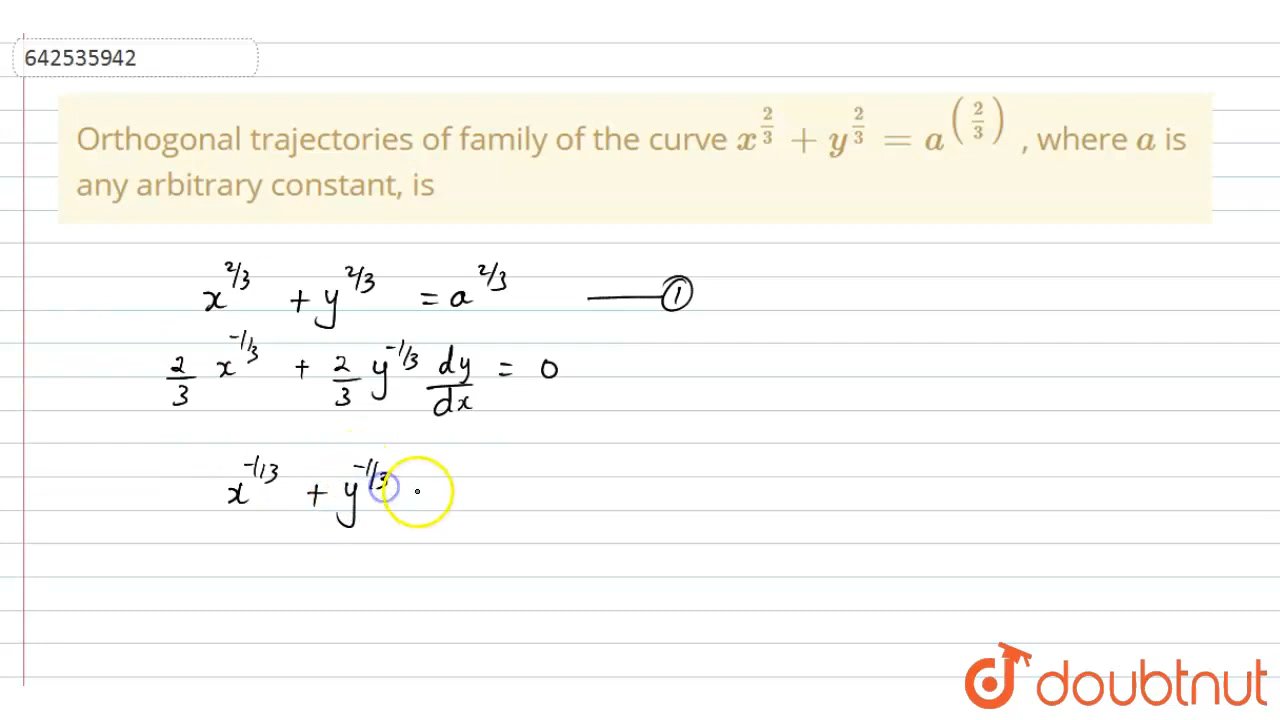 642535942
Orthogonal trajectories of family of the curve x^{2/3} + y^{2/3} = a^{(2/3)} , where a is
any arbitrary constant, is
x^{2/3} + y^{2/3} = a^{2/3} —— ①
2/3 x^{-1/3} + 2/3 y^{-1/3} dy/dx = 0
x^{-1/3} + y^{-1/3}
doubtnut